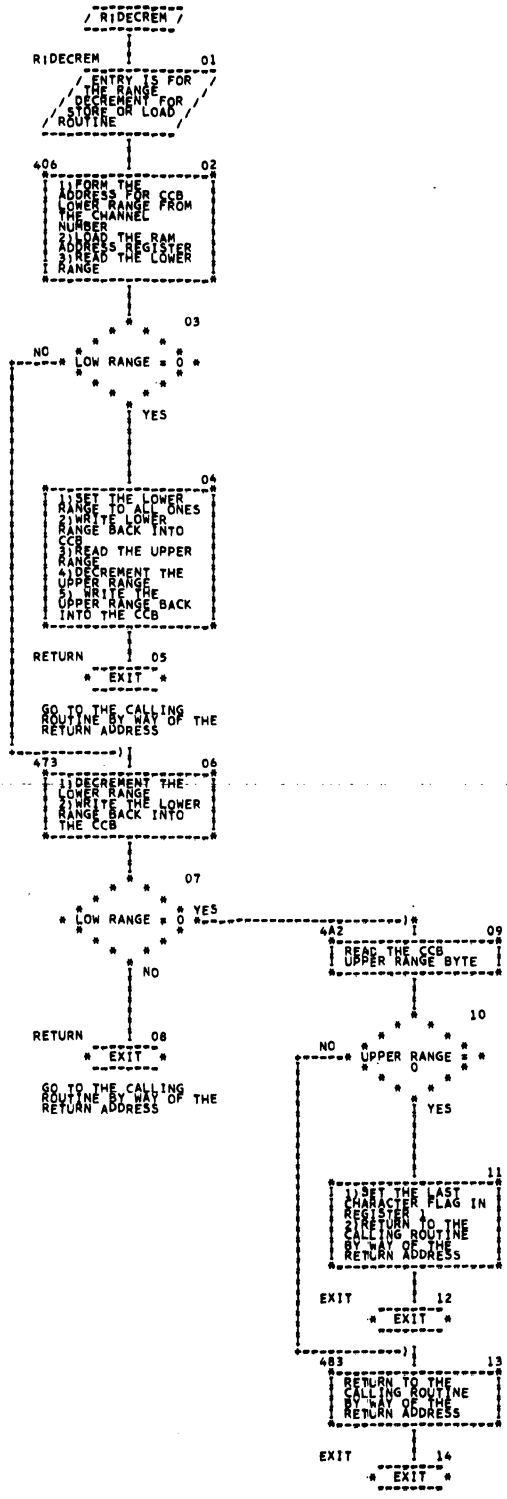 / R1DECREM /
R1DECREM 01
ENTRY IS FOR
THE RANGE
DECREMENT FOR
STORE OR LOAD
ROUTINE
406 02
1)FORM THE
ADDRESS FOR CCB
LOWER RANGE FROM
THE CHANNEL
NUMBER
2)LOAD THE RAM
ADDRESS REGISTER
3)READ THE LOWER
RANGE
03
NO
LOW RANGE = 0
YES
04
1)SET THE LOWER
RANGE TO ALL ONES
2)WRITE LOWER
RANGE BACK INTO
CCB
3)READ THE UPPER
RANGE
4)DECREMENT THE
UPPER RANGE
5) WRITE THE
UPPER RANGE BACK
INTO THE CCB
RETURN 05
* EXIT *
GO TO THE CALLING
ROUTINE BY WAY OF THE
RETURN ADDRESS
473 06
1)DECREMENT THE
LOWER RANGE
2)WRITE THE LOWER
RANGE BACK INTO
THE CCB
07
LOW RANGE = 0
YES
NO
RETURN 08
* EXIT *
GO TO THE CALLING
ROUTINE BY WAY OF THE
RETURN ADDRESS
4A2 09
READ THE CCB
UPPER RANGE BYTE
10
NO
UPPER RANGE =
0
YES
11
1)SET THE LAST
CHARACTER FLAG IN
REGISTER 1
2)RETURN TO THE
CALLING ROUTINE
BY WAY OF THE
RETURN ADDRESS
EXIT 12
* EXIT *
483 13
RETURN TO THE
CALLING ROUTINE
BY WAY OF THE
RETURN ADDRESS
EXIT 14
* EXIT *